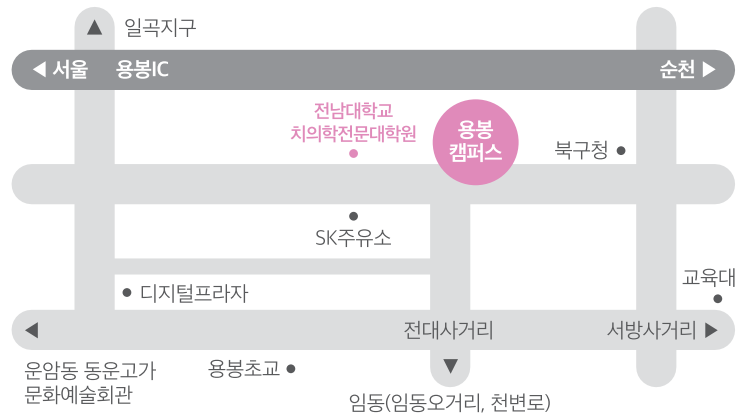 ▲ 일곡지구
◀ 서울 용봉IC 순천 ▶
전남대학교
치의학전문대학원
용봉
캠퍼스
북구청
SK주유소
교육대
디지털프라자
◀ 전대사거리 서방사거리 ▶
운암동 동운고가
문화예술회관
용봉초교
▼
임동(임동오거리, 천변로)